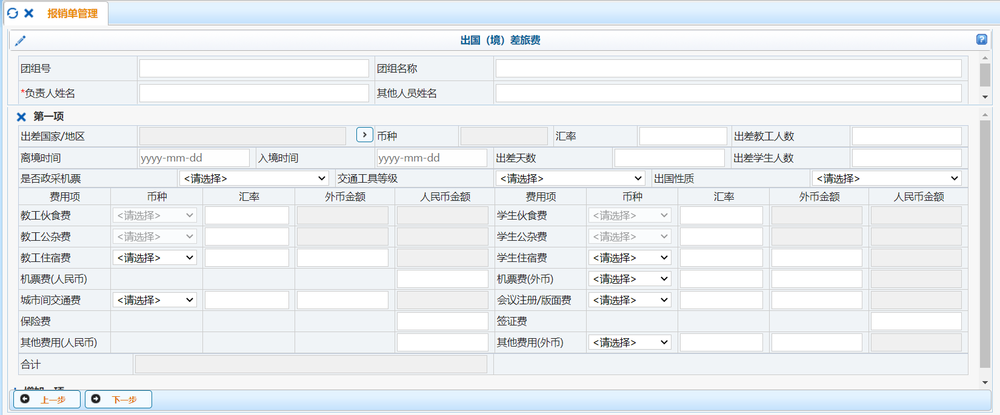 报销单管理
出国（境）差旅费
团组号 团组名称
*负责人姓名 其他人员姓名
第一项
出差国家/地区 币种 汇率 出差教工人数
离境时间 yyyy-mm-dd 入境时间 yyyy-mm-dd 出差天数 出差学生人数
是否政采机票 <请选择> 交通工具等级 <请选择> 出国性质 <请选择>
费用项 币种 汇率 外币金额 人民币金额 费用项 币种 汇率 外币金额 人民币金额
教工伙食费 <请选择> 学生伙食费 <请选择>
教工公杂费 <请选择> 学生公杂费 <请选择>
教工住宿费 <请选择> 学生住宿费 <请选择>
机票费(人民币) 机票费(外币) <请选择>
城市间交通费 <请选择> 会议注册/版面费 <请选择>
保险费 签证费
其他费用(人民币) 其他费用(外币) <请选择>
合计
上一步 下一步